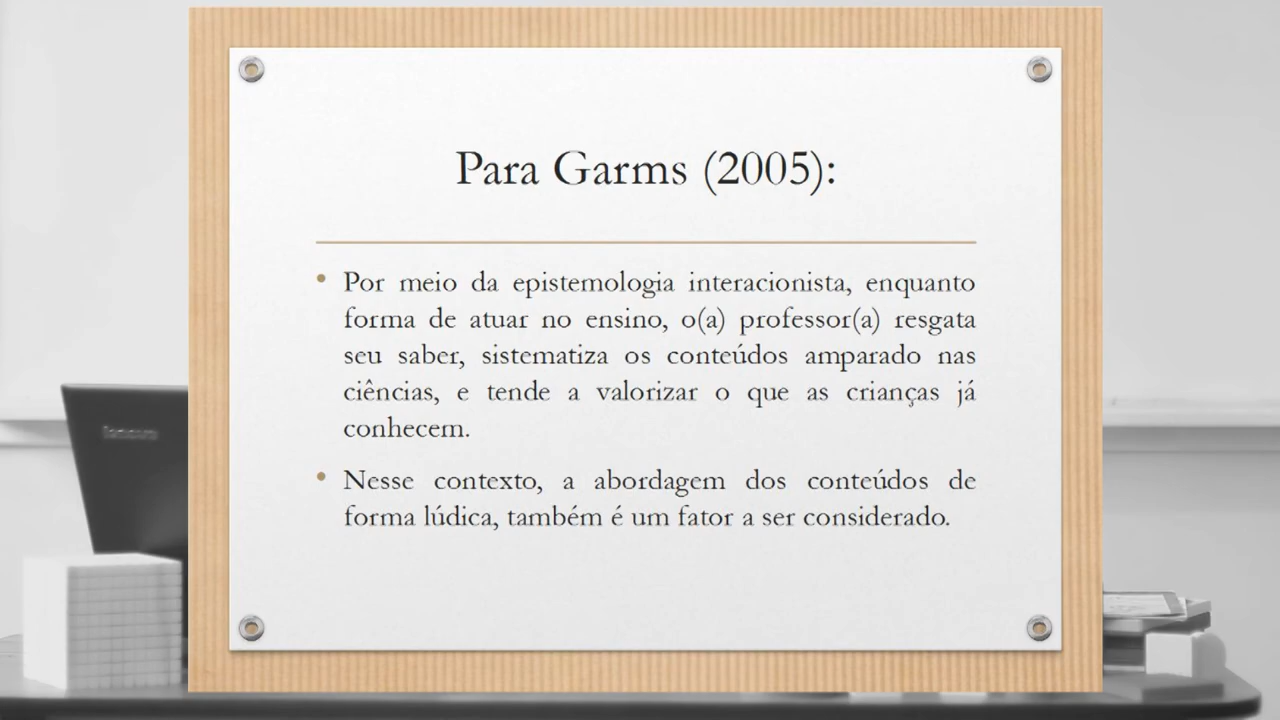 Para Garms (2005):
• Por meio da epistemologia interacionista, enquanto
forma de atuar no ensino, o(a) professor(a) resgata
seu saber, sistematiza os conteúdos amparado nas
ciências, e tende a valorizar o que as crianças já
conhecem.
• Nesse contexto, a abordagem dos conteúdos de
forma lúdica, também é um fator a ser considerado.